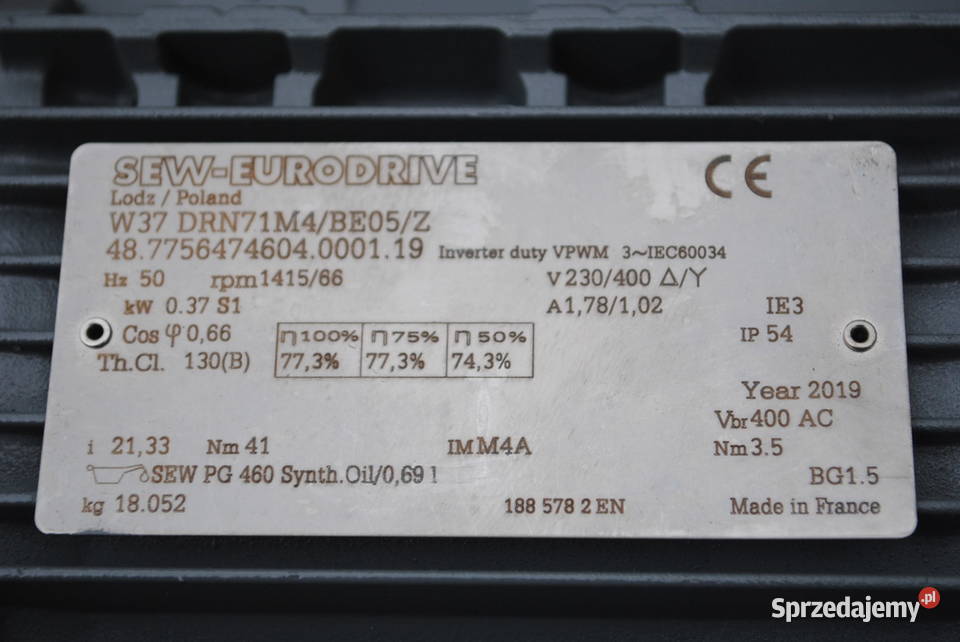 SEW-EURODRIVE CE
Lodz / Poland
W37 DRN71M4/BE05/Z
48.7756474604.0001.19 Inverter duty VPWM 3~IEC60034
Hz 50 rpm 1415/66 V 230/400 Δ/Y
kW 0.37 S1 A 1,78/1,02 IE3
Cos φ 0,66 η 100% η 75% η 50% IP 54
Th.Cl. 130(B) 77,3% 77,3% 74,3%
Year 2019
Vbr 400 AC
i 21,33 Nm 41 IM M4A Nm 3.5
SEW PG 460 Synth.Oil/0,69 l BG1.5
kg 18.052 188 578 2 EN Made in France
Sprzedajemy.pl